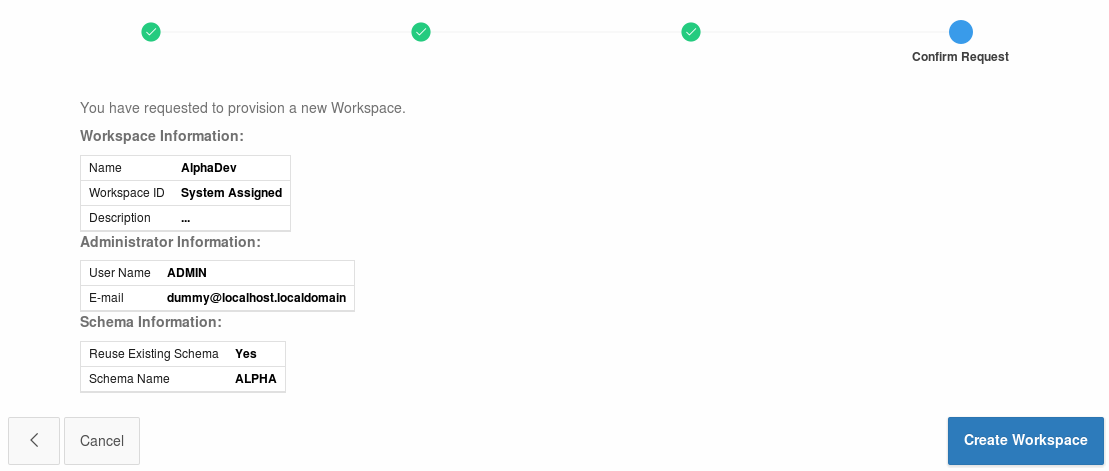 Confirm Request
You have requested to provision a new Workspace.
Workspace Information:
Name AlphaDev
Workspace ID System Assigned
Description ...
Administrator Information:
User Name ADMIN
E-mail dummy@localhost.localdomain
Schema Information:
Reuse Existing Schema Yes
Schema Name ALPHA
Cancel
Create Workspace